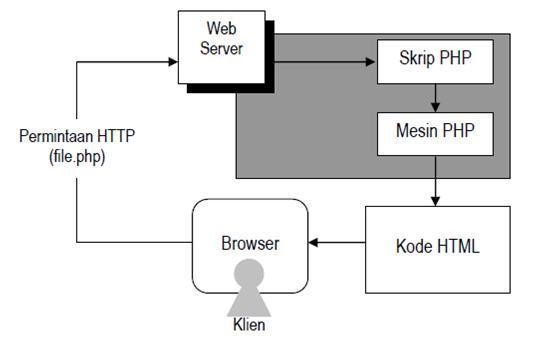 Web
Server
Skrip PHP
Mesin PHP
Permintaan HTTP
(file.php)
Browser
Kode HTML
Klien